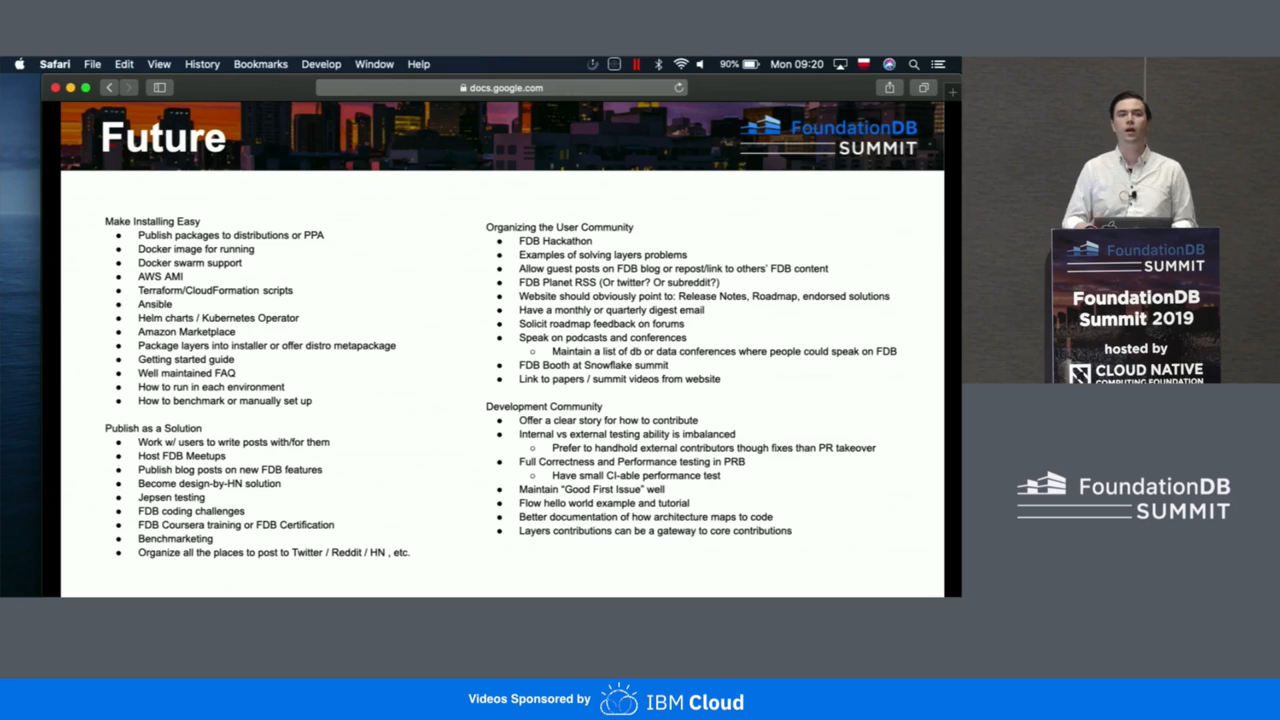 Safari File Edit View History Bookmarks Develop Window Help
90% Mon 09:20
docs.google.com
Future
FoundationDB
SUMMIT
Make Installing Easy
Publish packages to distributions or PPA
Docker image for running
Docker swarm support
AWS AMI
Terraform/CloudFormation scripts
Ansible
Helm charts / Kubernetes Operator
Amazon Marketplace
Package layers into installer or offer distro metapackage
Getting started guide
Well maintained FAQ
How to run in each environment
How to benchmark or manually set up
Publish as a Solution
Work w/ users to write posts with/for them
Host FDB Meetups
Publish blog posts on new FDB features
Become design-by-HN solution
Jepsen testing
FDB coding challenges
FDB Coursera training or FDB Certification
Benchmarketing
Organize all the places to post to Twitter / Reddit / HN , etc.
Organizing the User Community
FDB Hackathon
Examples of solving layers problems
Allow guest posts on FDB blog or repost/link to others' FDB content
FDB Planet RSS (Or twitter? Or subreddit?)
Website should obviously point to: Release Notes, Roadmap, endorsed solutions
Have a monthly or quarterly digest email
Solicit roadmap feedback on forums
Speak on podcasts and conferences
Maintain a list of db or data conferences where people could speak on FDB
FDB Booth at Snowflake summit
Link to papers / summit videos from website
Development Community
Offer a clear story for how to contribute
Internal vs external testing ability is imbalanced
Prefer to handhold external contributors though fixes than PR takeover
Full Correctness and Performance testing in PRB
Have small CI-able performance test
Maintain "Good First Issue" well
Flow hello world example and tutorial
Better documentation of how architecture maps to code
Layers contributions can be a gateway to core contributions
FoundationDB
SUMMIT
FoundationDB
Summit 2019
hosted by
CLOUD NATIVE
COMPUTING FOUNDATION
FoundationDB
SUMMIT
Videos Sponsored by IBM Cloud